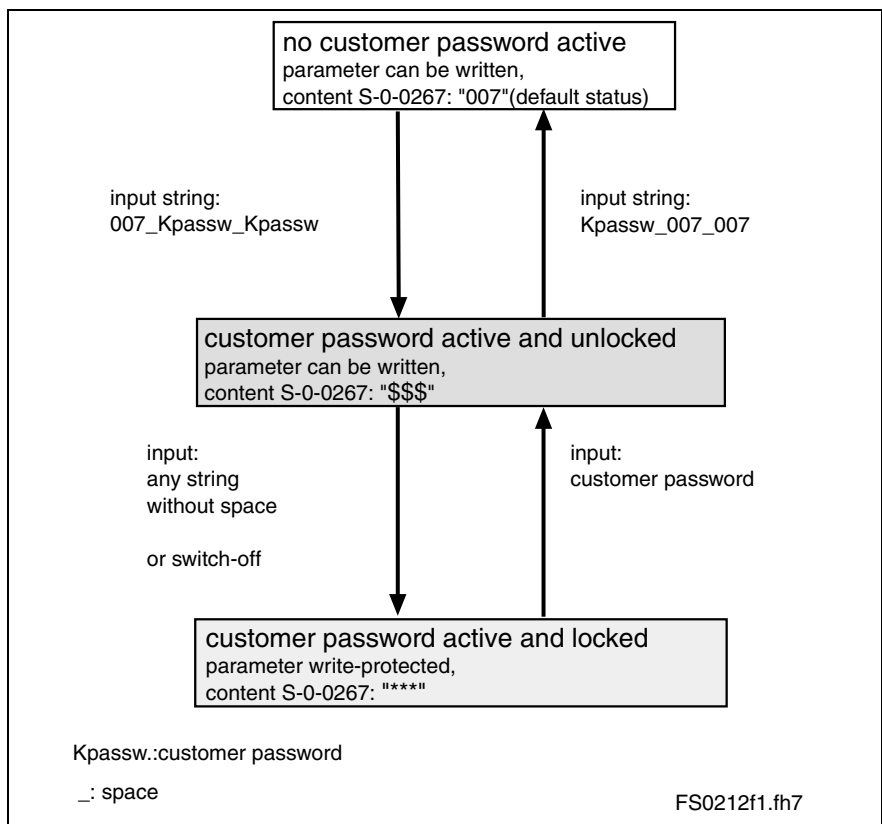 no customer password active
parameter can be written,
content S-0-0267: "007"(default status)
input string:
007_Kpassw_Kpassw
input string:
Kpassw_007_007
customer password active and unlocked
parameter can be written,
content S-0-0267: "$$$"
input:
any string
without space
or switch-off
input:
customer password
customer password active and locked
parameter write-protected,
content S-0-0267: "***"
Kpassw.:customer password
_: space
FS0212f1.fh7